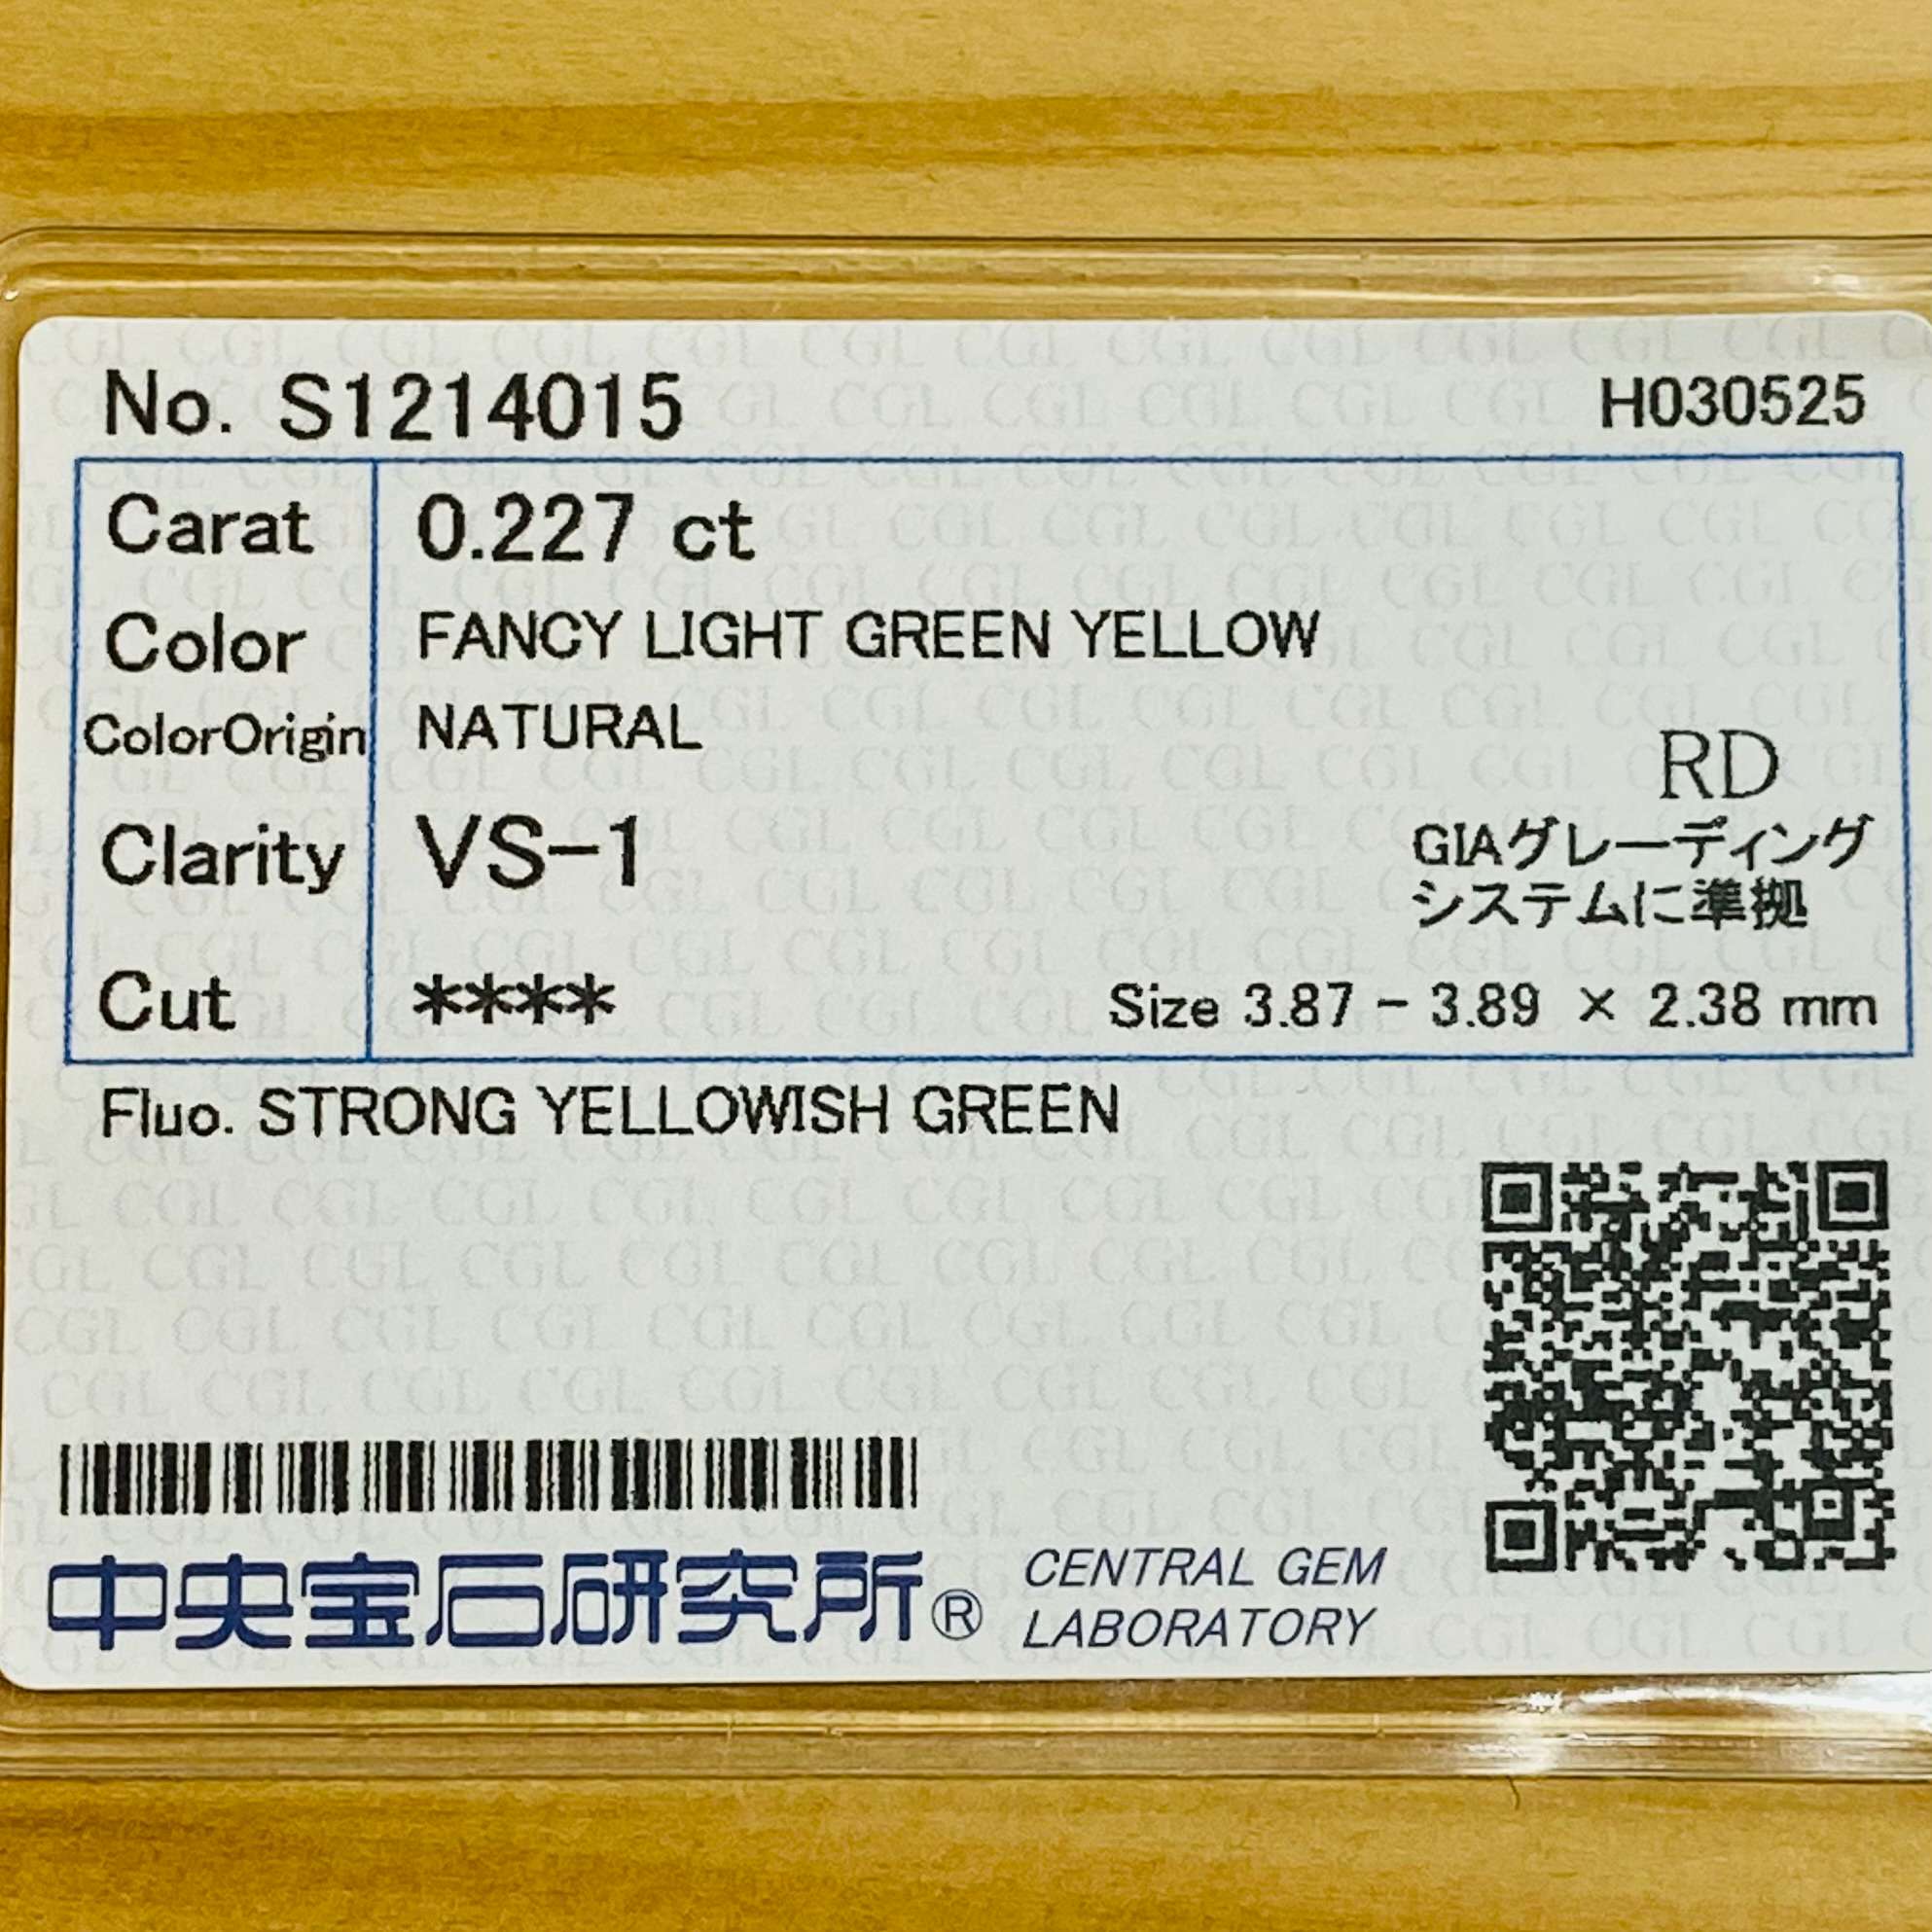 No. S1214015 H030525
Carat 0.227 ct
Color FANCY LIGHT GREEN YELLOW
ColorOrigin NATURAL
RD
Clarity VS-1
GIAグレーディング
システムに準拠
Cut **** Size 3.87 - 3.89 × 2.38 mm
Fluo. STRONG YELLOWISH GREEN
中央宝石研究所® CENTRAL GEM
LABORATORY